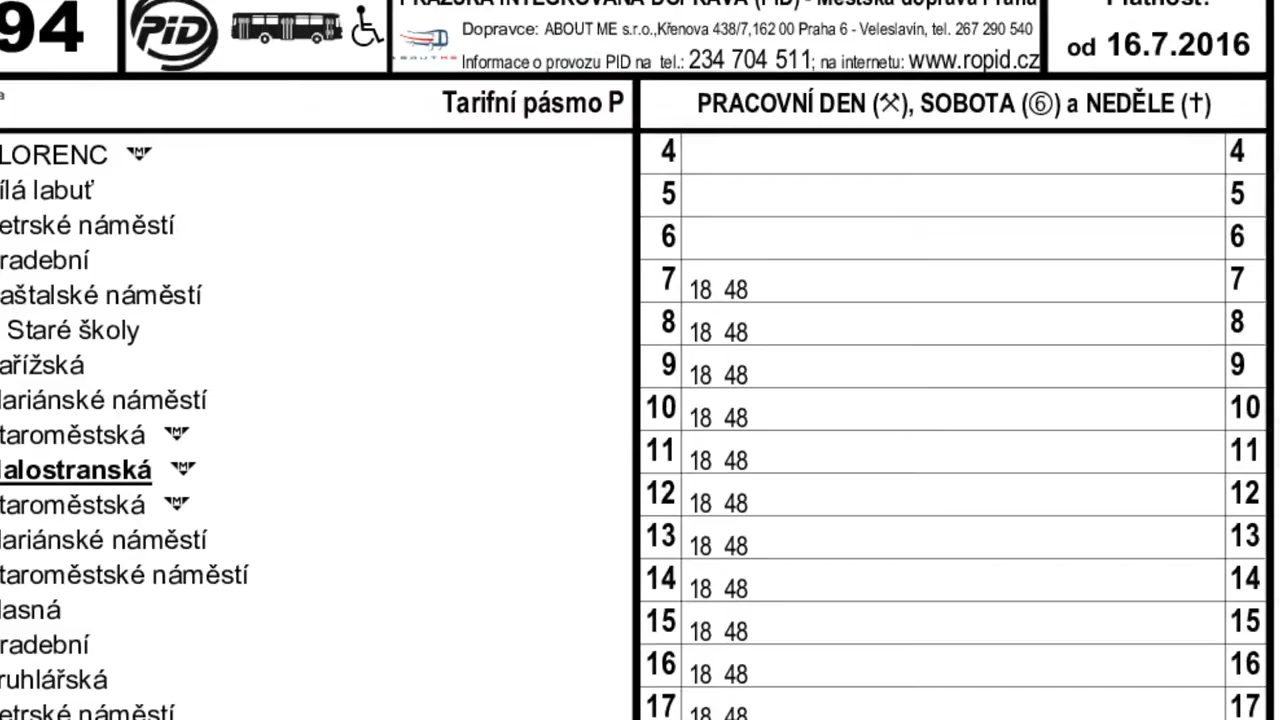 94
PiD
PRAŽSKÁ INTEGROVANÁ DOPRAVA (PID) - Městská doprava Praha
Dopravce: ABOUT ME s.r.o.,Křenova 438/7,162 00 Praha 6 - Veleslavín, tel. 267 290 540
Informace o provozu PID na tel.: 234 704 511; na internetu: www.ropid.cz
Platnost:
od 16.7.2016
a
Tarifní pásmo P
LORENC
ílá labuť
etrské náměstí
radební
aštalské náměstí
Staré školy
ařížská
ariánské náměstí
taroměstská
alostranská
taroměstská
ariánské náměstí
taroměstské náměstí
asná
radební
ruhlářská
etrské náměstí
PRACOVNÍ DEN (⚒), SOBOTA (⑥) a NEDĚLE (✝)
4 4
5 5
6 6
7 18 48 7
8 18 48 8
9 18 48 9
10 18 48 10
11 18 48 11
12 18 48 12
13 18 48 13
14 18 48 14
15 18 48 15
16 18 48 16
17 18 48 17